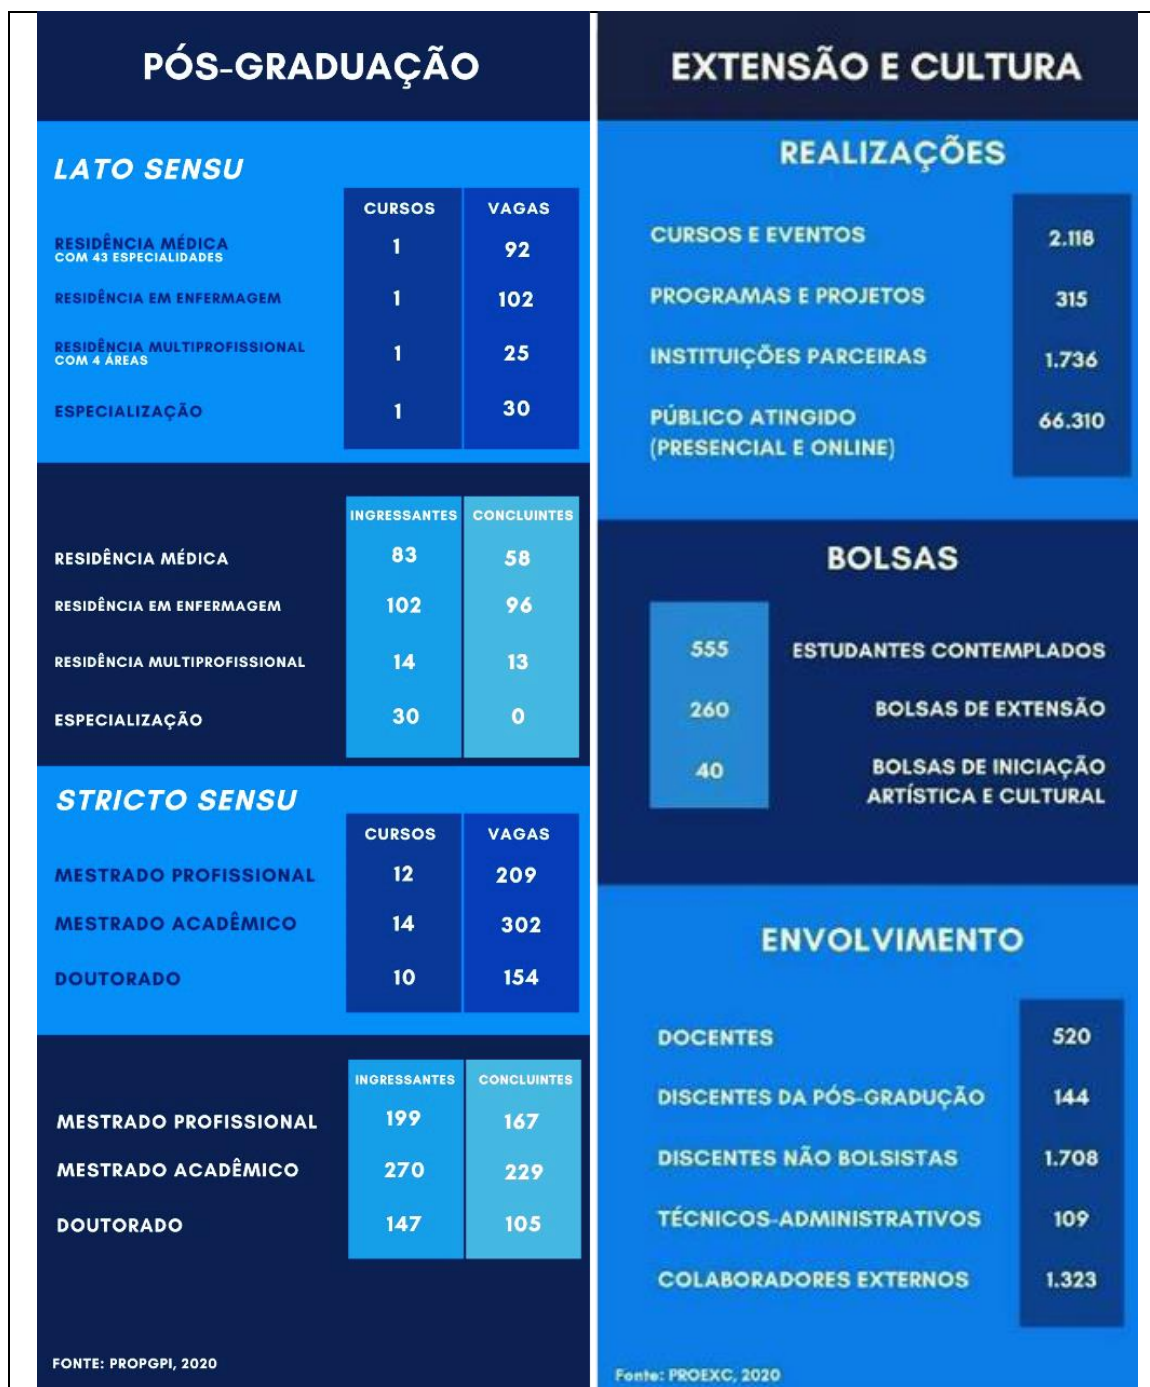 PÓS-GRADUAÇÃO
LATO SENSU
CURSOS VAGAS
RESIDÊNCIA MÉDICA
COM 43 ESPECIALIDADES 1 92
RESIDÊNCIA EM ENFERMAGEM 1 102
RESIDÊNCIA MULTIPROFISSIONAL
COM 4 ÁREAS 1 25
ESPECIALIZAÇÃO 1 30
INGRESSANTES CONCLUINTES
RESIDÊNCIA MÉDICA 83 58
RESIDÊNCIA EM ENFERMAGEM 102 96
RESIDÊNCIA MULTIPROFISSIONAL 14 13
ESPECIALIZAÇÃO 30 0
STRICTO SENSU
CURSOS VAGAS
MESTRADO PROFISSIONAL 12 209
MESTRADO ACADÊMICO 14 302
DOUTORADO 10 154
INGRESSANTES CONCLUINTES
MESTRADO PROFISSIONAL 199 167
MESTRADO ACADÊMICO 270 229
DOUTORADO 147 105
FONTE: PROPGPI, 2020
EXTENSÃO E CULTURA
REALIZAÇÕES
CURSOS E EVENTOS 2.118
PROGRAMAS E PROJETOS 315
INSTITUIÇÕES PARCEIRAS 1.736
PÚBLICO ATINGIDO 66.310
(PRESENCIAL E ONLINE)
BOLSAS
555 ESTUDANTES CONTEMPLADOS
260 BOLSAS DE EXTENSÃO
40 BOLSAS DE INICIAÇÃO
ARTÍSTICA E CULTURAL
ENVOLVIMENTO
DOCENTES 520
DISCENTES DA PÓS-GRADUÇÃO 144
DISCENTES NÃO BOLSISTAS 1.708
TÉCNICOS-ADMINISTRATIVOS 109
COLABORADORES EXTERNOS 1.323
Fonte: PROEXC, 2020